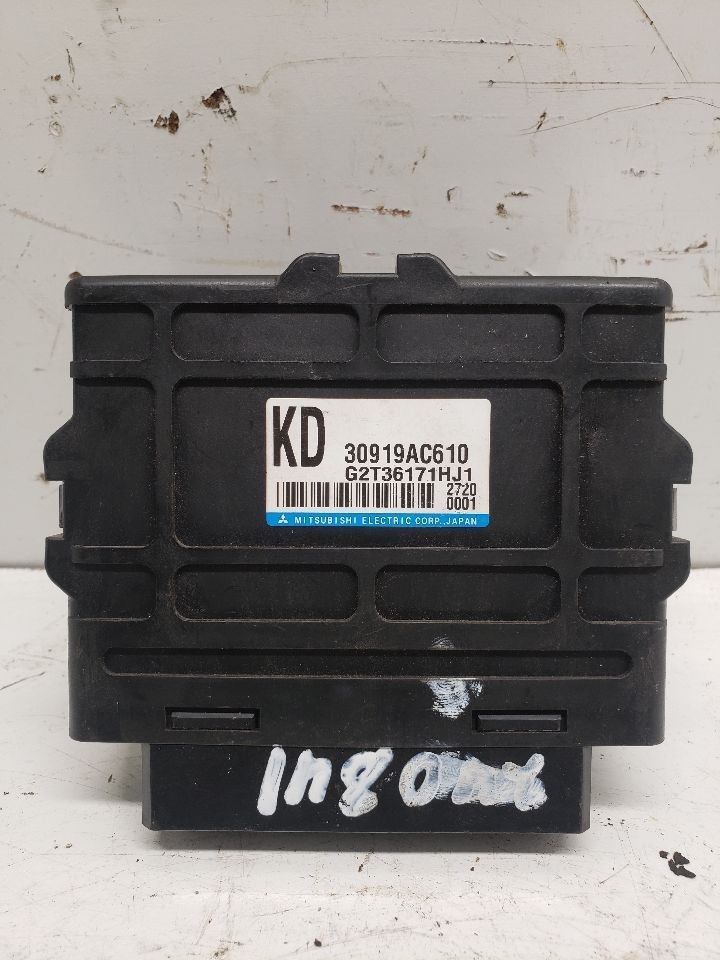 KD
30919AC610
G2T36171HJ1
2720
0001
MITSUBISHI ELECTRIC CORP., JAPAN